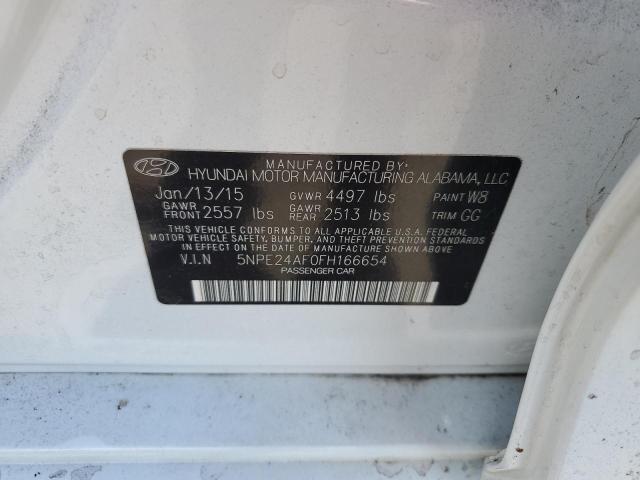 MANUFACTURED BY:
HYUNDAI MOTOR MANUFACTURING ALABAMA, LLC
Jan/13/15 GVWR 4497 lbs PAINT W8
GAWR FRONT 2557 lbs GAWR REAR 2513 lbs TRIM GG
THIS VEHICLE CONFORMS TO ALL APPLICABLE U.S.A. FEDERAL
MOTOR VEHICLE SAFETY, BUMPER, AND THEFT PREVENTION STANDARDS
IN EFFECT ON THE DATE OF MANUFACTURE SHOWN ABOVE
V.I.N 5NPE24AF0FH166654
PASSENGER CAR